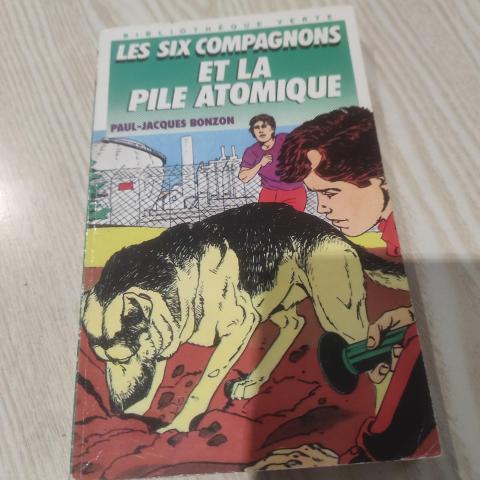 BIBLIOTHÈQUE VERTE
LES SIX COMPAGNONS
ET LA
PILE ATOMIQUE
PAUL-JACQUES BONZON